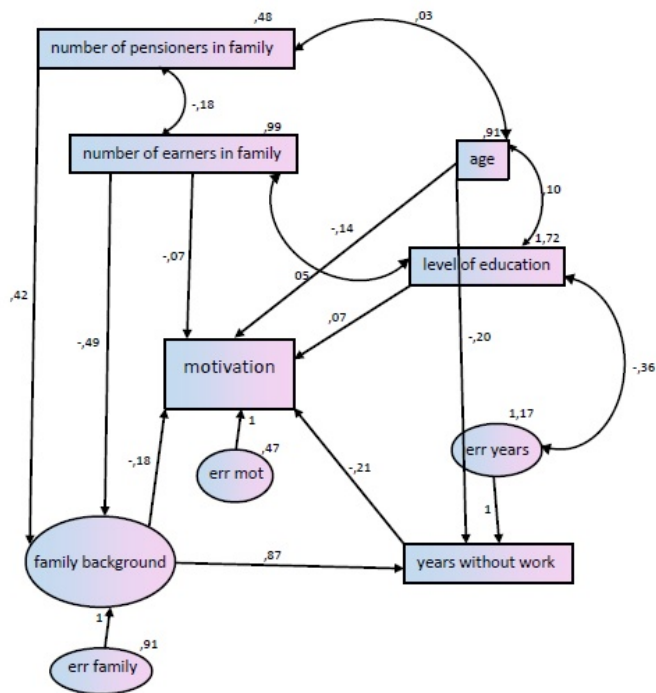 ,48
,03
number of pensioners in family
-,18
,99
number of earners in family
,91
age
,10
-,14
1,72
level of education
-,07
05
,42
,07
-,20
-,49
motivation
-,36
1,17
err years
1
,47
err mot
-,18
-,21
1
family background
,87
years without work
1
,91
err family